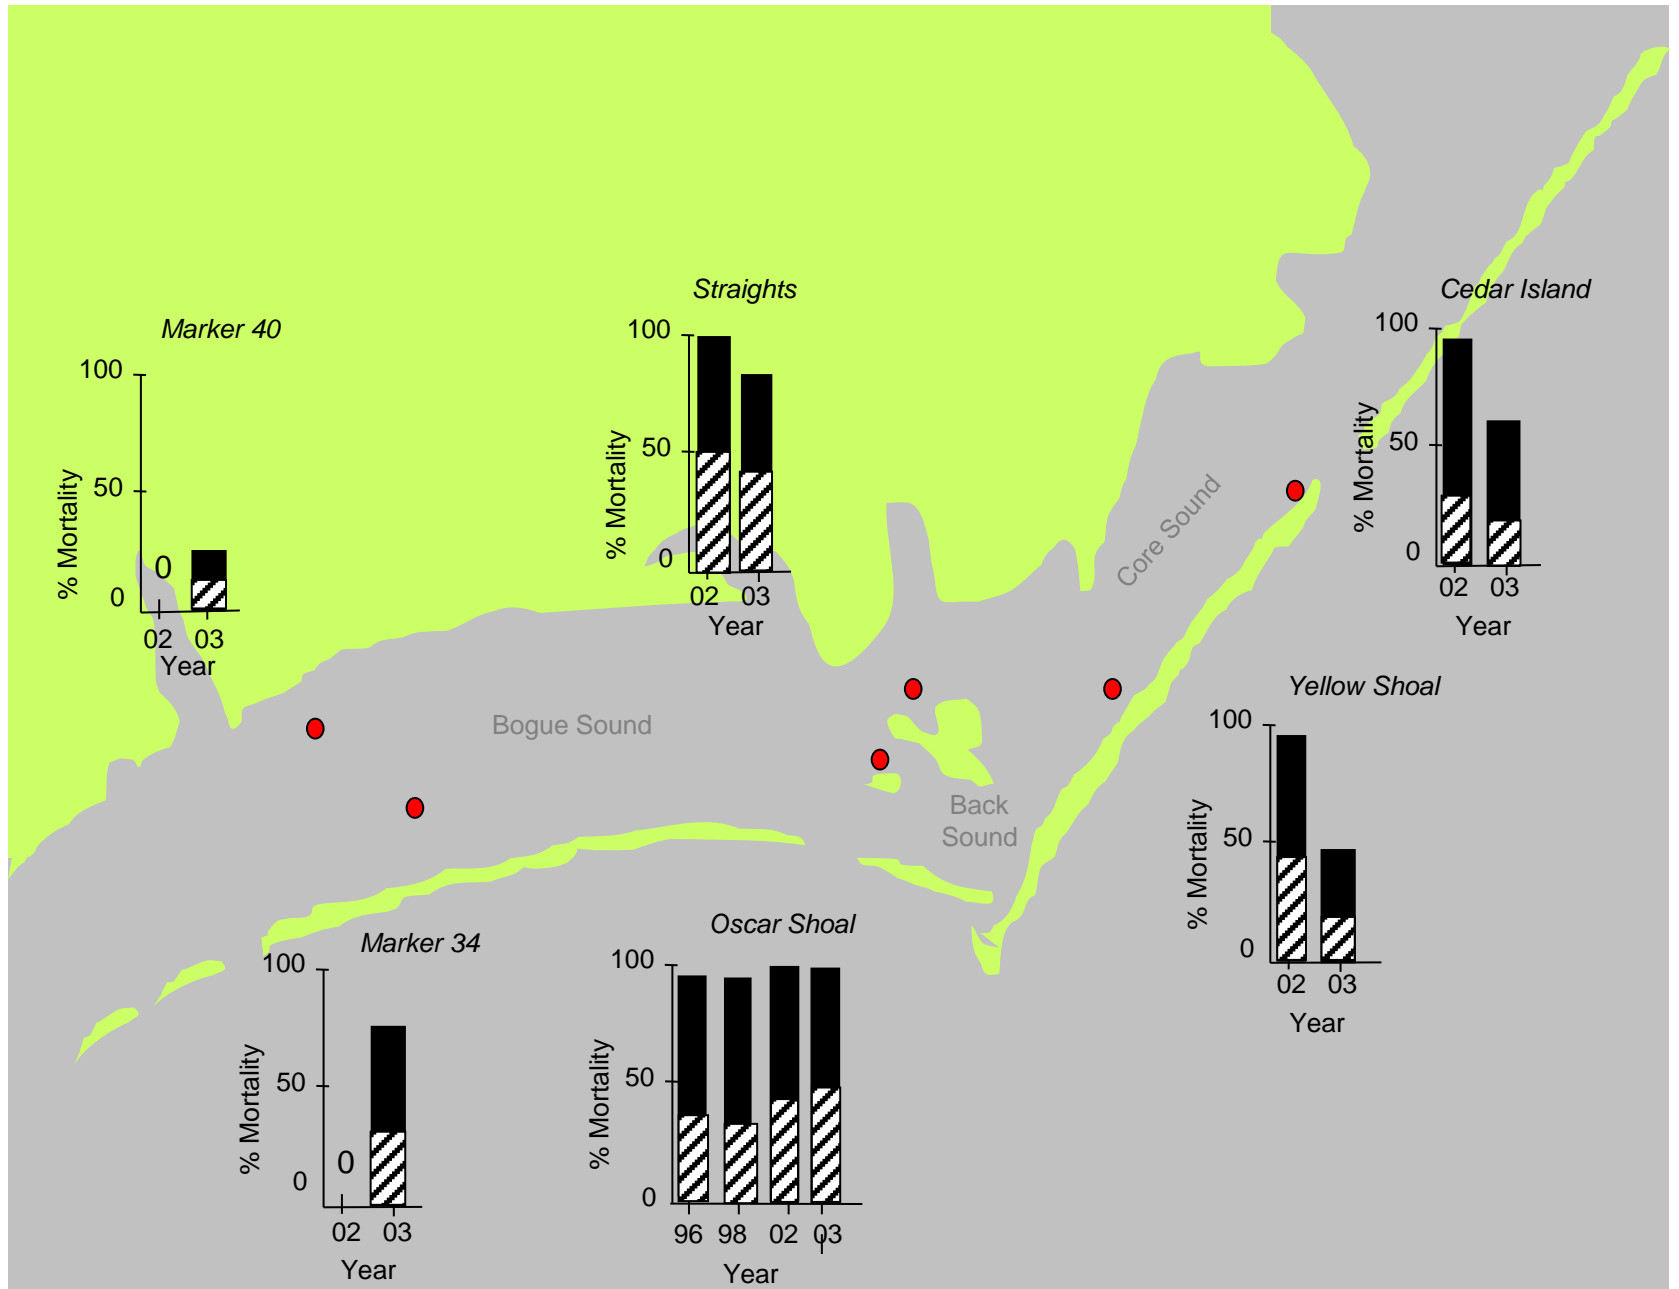 Straights
100
50
0
% Mortality
02 03
Year
Cedar Island
100
50
0
% Mortality
02 03
Year
Marker 40
100
50
0
% Mortality
0
02 03
Year
Core Sound
Bogue Sound
Back
Sound
Yellow Shoal
100
50
0
% Mortality
02 03
Year
Marker 34
100
50
0
% Mortality
0
02 03
Year
Oscar Shoal
100
50
0
% Mortality
96 98 02 03
Year